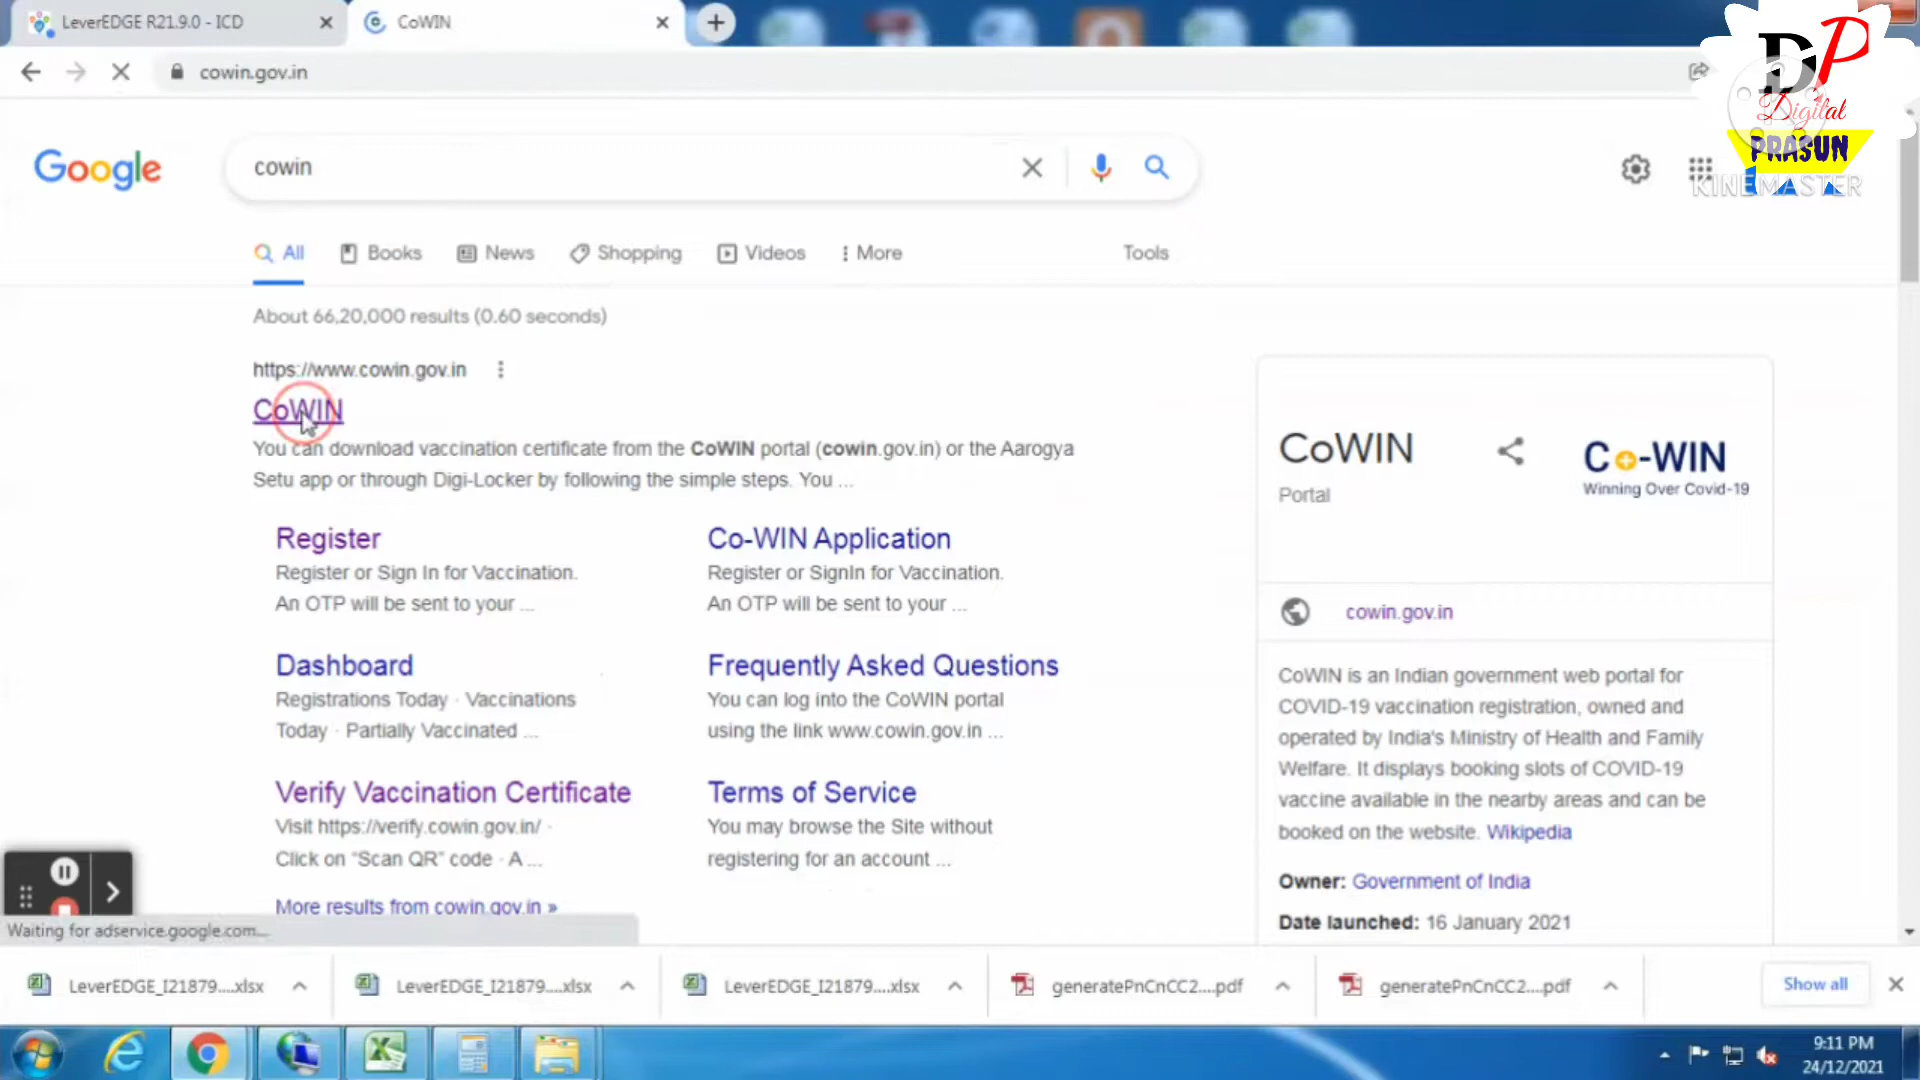 LeverEDGE R21.9.0 - ICD
CoWIN
cowin.gov.in
DP
Digital
PRASUN
KINEMASTER
Google
cowin
All
Books
News
Shopping
Videos
More
Tools
About 66,20,000 results (0.60 seconds)
https://www.cowin.gov.in
CoWIN
You can download vaccination certificate from the CoWIN portal (cowin.gov.in) or the Aarogya
Setu app or through Digi-Locker by following the simple steps. You ...
Register
Register or Sign In for Vaccination.
An OTP will be sent to your ...
Co-WIN Application
Register or SignIn for Vaccination.
An OTP will be sent to your ...
Dashboard
Registrations Today · Vaccinations
Today · Partially Vaccinated ...
Frequently Asked Questions
You can log into the CoWIN portal
using the link www.cowin.gov.in ...
Verify Vaccination Certificate
Visit https://verify.cowin.gov.in/ ·
Click on “Scan QR” code · A ...
Terms of Service
You may browse the Site without
registering for an account ...
More results from cowin.gov.in »
CoWIN
Portal
Co-WIN
Winning Over Covid-19
cowin.gov.in
CoWIN is an Indian government web portal for
COVID-19 vaccination registration, owned and
operated by India's Ministry of Health and Family
Welfare. It displays booking slots of COVID-19
vaccine available in the nearby areas and can be
booked on the website. Wikipedia
Owner: Government of India
Date launched: 16 January 2021
Waiting for adservice.google.com...
LeverEDGE_I21879....xlsx
LeverEDGE_I21879....xlsx
LeverEDGE_I21879....xlsx
generatePnCnCC2....pdf
generatePnCnCC2....pdf
Show all
9:11 PM
24/12/2021